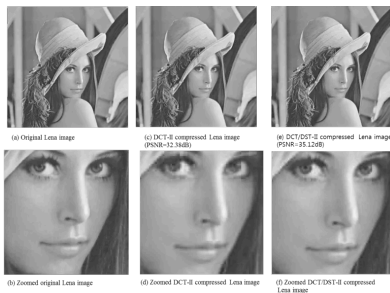 (a) Original Lena image
(c) DCT-II compressed Lena image
(PSNR=32.38dB)
(e) DCT/DST-II compressed Lena image
(PSNR=35.12dB)
(b) Zoomed original Lena image
(d) Zoomed DCT-II compressed Lena image
(f) Zoomed DCT/DST-II compressed
Lena image